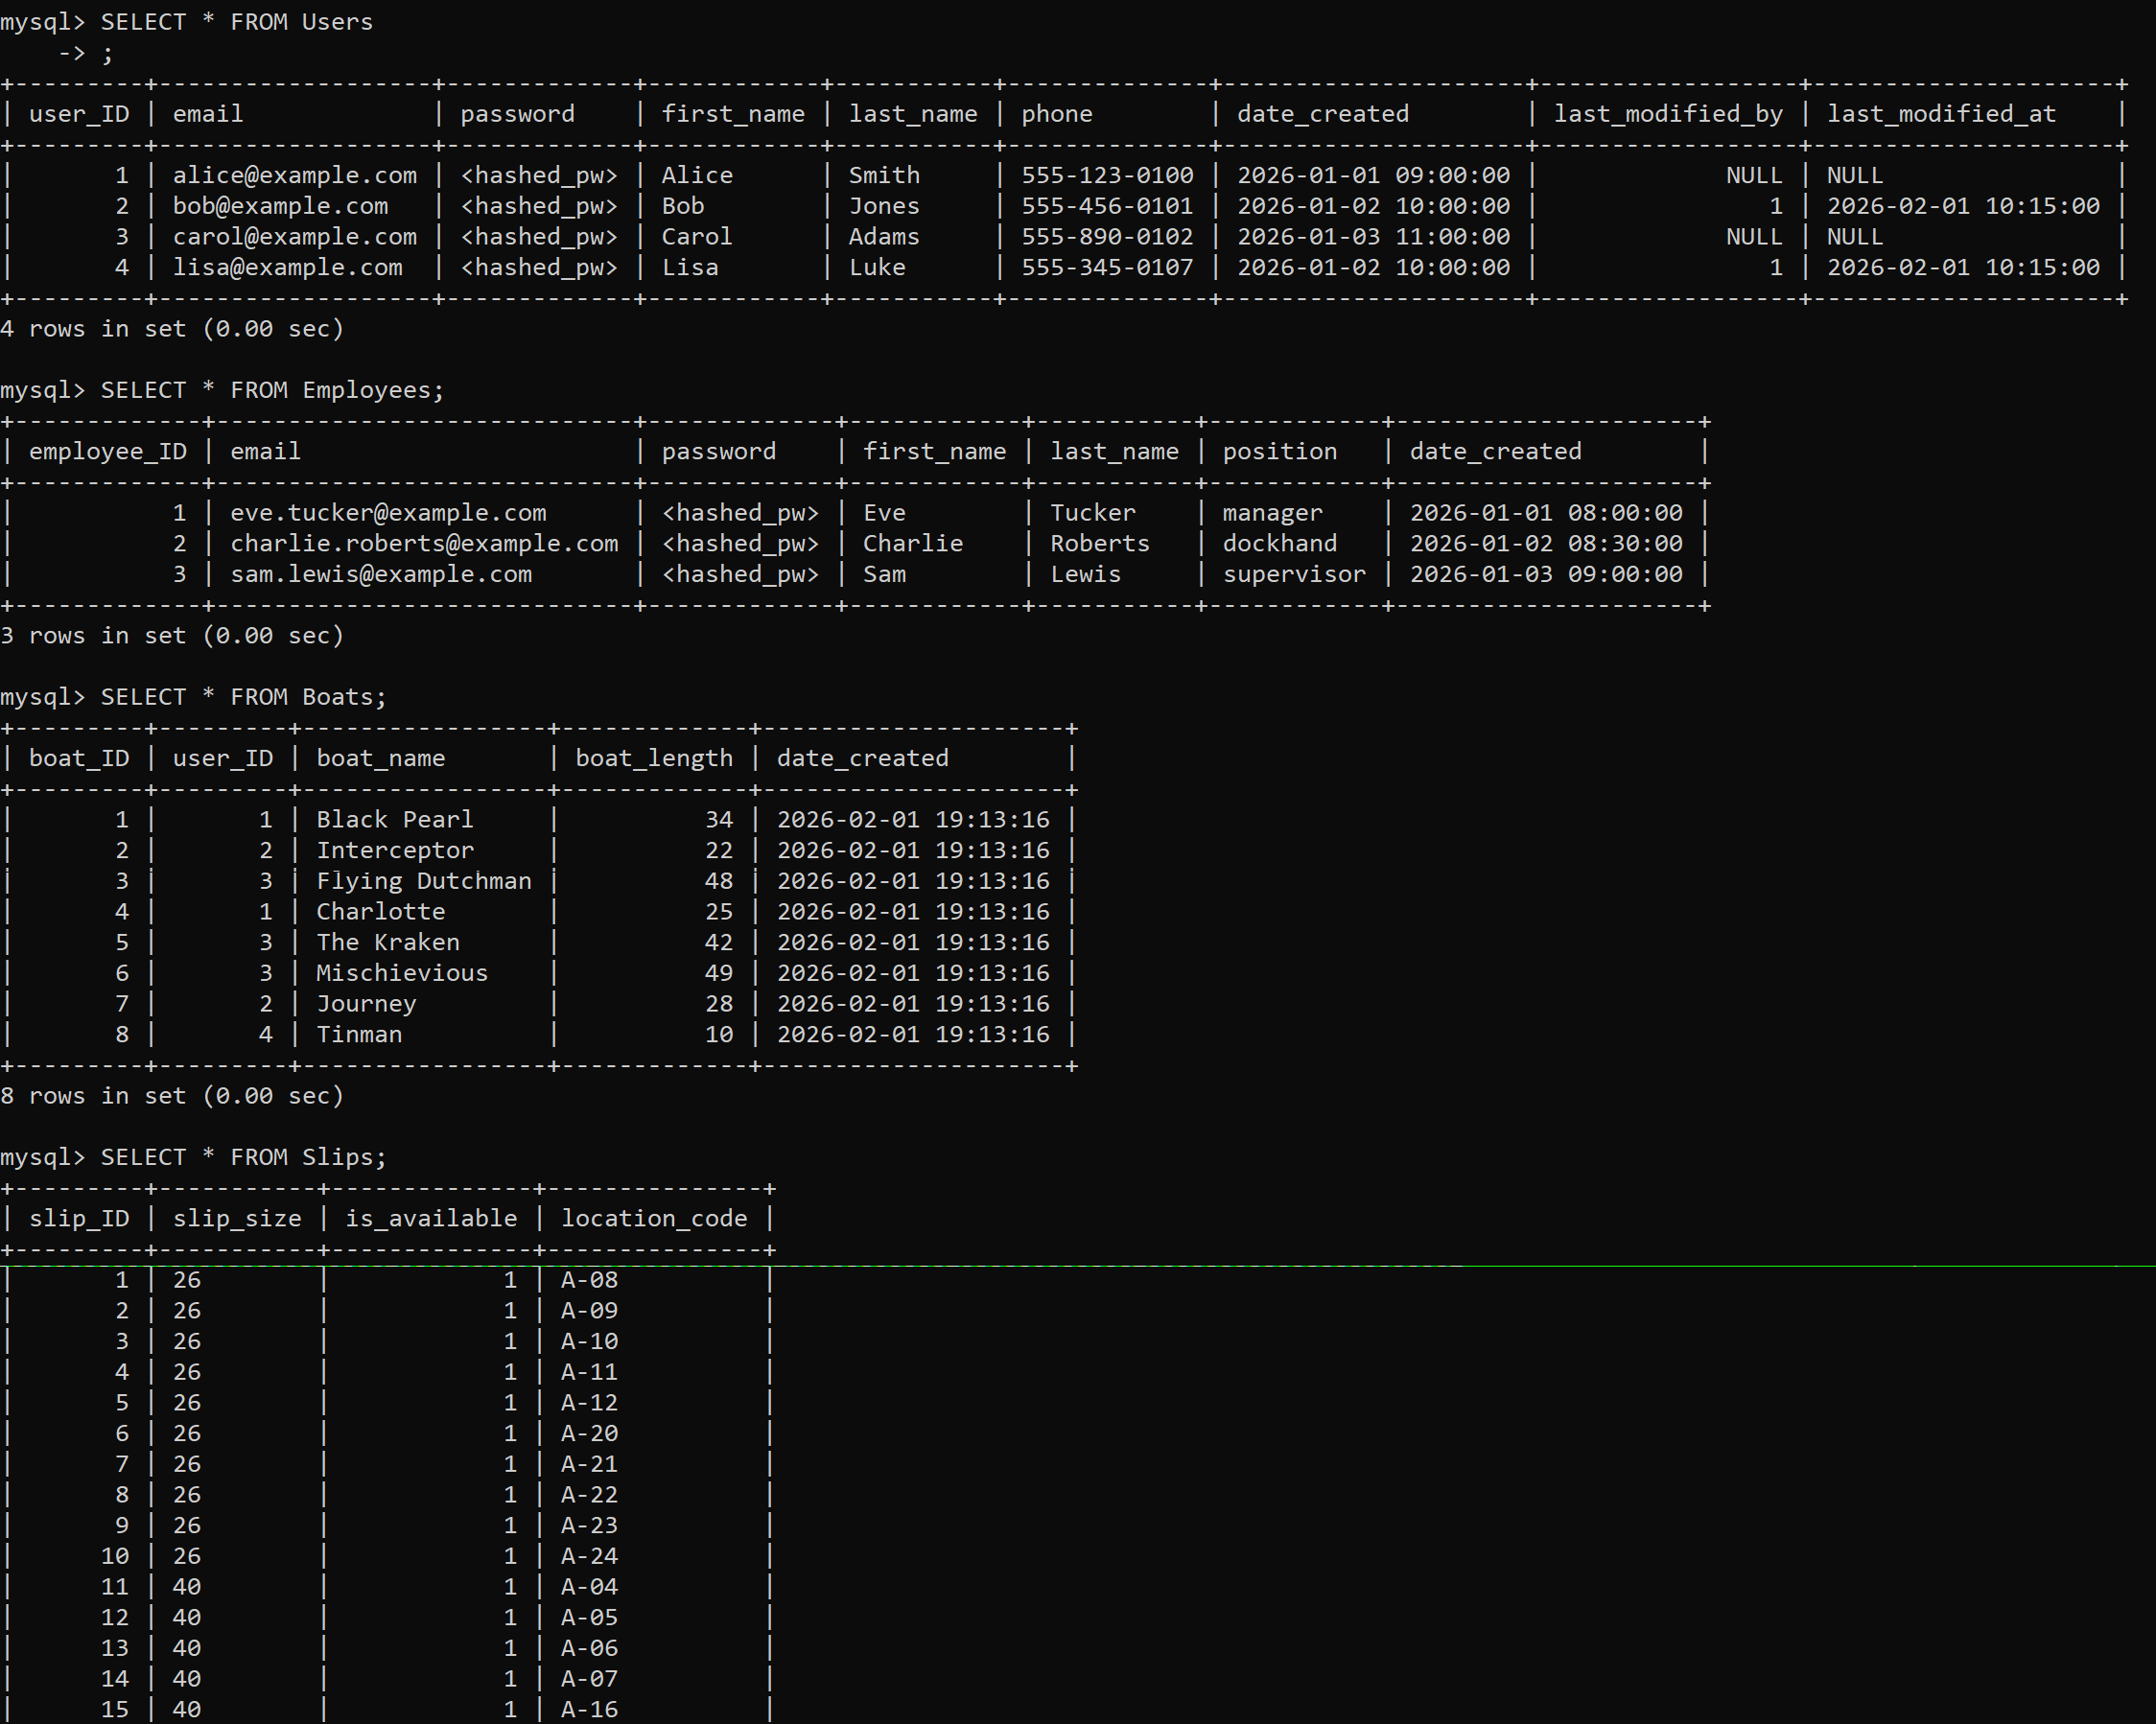 mysql> SELECT * FROM Users
    -> ;
+---------+-------------------+-------------+------------+-----------+--------------+---------------------+------------------+---------------------+
| user_ID | email             | password    | first_name | last_name | phone        | date_created        | last_modified_by | last_modified_at    |
+---------+-------------------+-------------+------------+-----------+--------------+---------------------+------------------+---------------------+
|       1 | alice@example.com | <hashed_pw> | Alice      | Smith     | 555-123-0100 | 2026-01-01 09:00:00 |             NULL | NULL                |
|       2 | bob@example.com   | <hashed_pw> | Bob        | Jones     | 555-456-0101 | 2026-01-02 10:00:00 |                1 | 2026-02-01 10:15:00 |
|       3 | carol@example.com | <hashed_pw> | Carol      | Adams     | 555-890-0102 | 2026-01-03 11:00:00 |             NULL | NULL                |
|       4 | lisa@example.com  | <hashed_pw> | Lisa       | Luke      | 555-345-0107 | 2026-01-02 10:00:00 |                1 | 2026-02-01 10:15:00 |
+---------+-------------------+-------------+------------+-----------+--------------+---------------------+------------------+---------------------+
4 rows in set (0.00 sec)

mysql> SELECT * FROM Employees;
+-------------+-----------------------------+-------------+------------+-----------+------------+---------------------+
| employee_ID | email                       | password    | first_name | last_name | position   | date_created        |
+-------------+-----------------------------+-------------+------------+-----------+------------+---------------------+
|           1 | eve.tucker@example.com      | <hashed_pw> | Eve        | Tucker    | manager    | 2026-01-01 08:00:00 |
|           2 | charlie.roberts@example.com | <hashed_pw> | Charlie    | Roberts   | dockhand   | 2026-01-02 08:30:00 |
|           3 | sam.lewis@example.com       | <hashed_pw> | Sam        | Lewis     | supervisor | 2026-01-03 09:00:00 |
+-------------+-----------------------------+-------------+------------+-----------+------------+---------------------+
3 rows in set (0.00 sec)

mysql> SELECT * FROM Boats;
+---------+---------+-----------------+-------------+---------------------+
| boat_ID | user_ID | boat_name       | boat_length | date_created        |
+---------+---------+-----------------+-------------+---------------------+
|       1 |       1 | Black Pearl     |          34 | 2026-02-01 19:13:16 |
|       2 |       2 | Interceptor     |          22 | 2026-02-01 19:13:16 |
|       3 |       3 | Flying Dutchman |          48 | 2026-02-01 19:13:16 |
|       4 |       1 | Charlotte       |          25 | 2026-02-01 19:13:16 |
|       5 |       3 | The Kraken      |          42 | 2026-02-01 19:13:16 |
|       6 |       3 | Mischievious    |          49 | 2026-02-01 19:13:16 |
|       7 |       2 | Journey         |          28 | 2026-02-01 19:13:16 |
|       8 |       4 | Tinman          |          10 | 2026-02-01 19:13:16 |
+---------+---------+-----------------+-------------+---------------------+
8 rows in set (0.00 sec)

mysql> SELECT * FROM Slips;
+---------+-----------+--------------+---------------+
| slip_ID | slip_size | is_available | location_code |
+---------+-----------+--------------+---------------+
|       1 | 26        |            1 | A-08          |
|       2 | 26        |            1 | A-09          |
|       3 | 26        |            1 | A-10          |
|       4 | 26        |            1 | A-11          |
|       5 | 26        |            1 | A-12          |
|       6 | 26        |            1 | A-20          |
|       7 | 26        |            1 | A-21          |
|       8 | 26        |            1 | A-22          |
|       9 | 26        |            1 | A-23          |
|      10 | 26        |            1 | A-24          |
|      11 | 40        |            1 | A-04          |
|      12 | 40        |            1 | A-05          |
|      13 | 40        |            1 | A-06          |
|      14 | 40        |            1 | A-07          |
|      15 | 40        |            1 | A-16          |